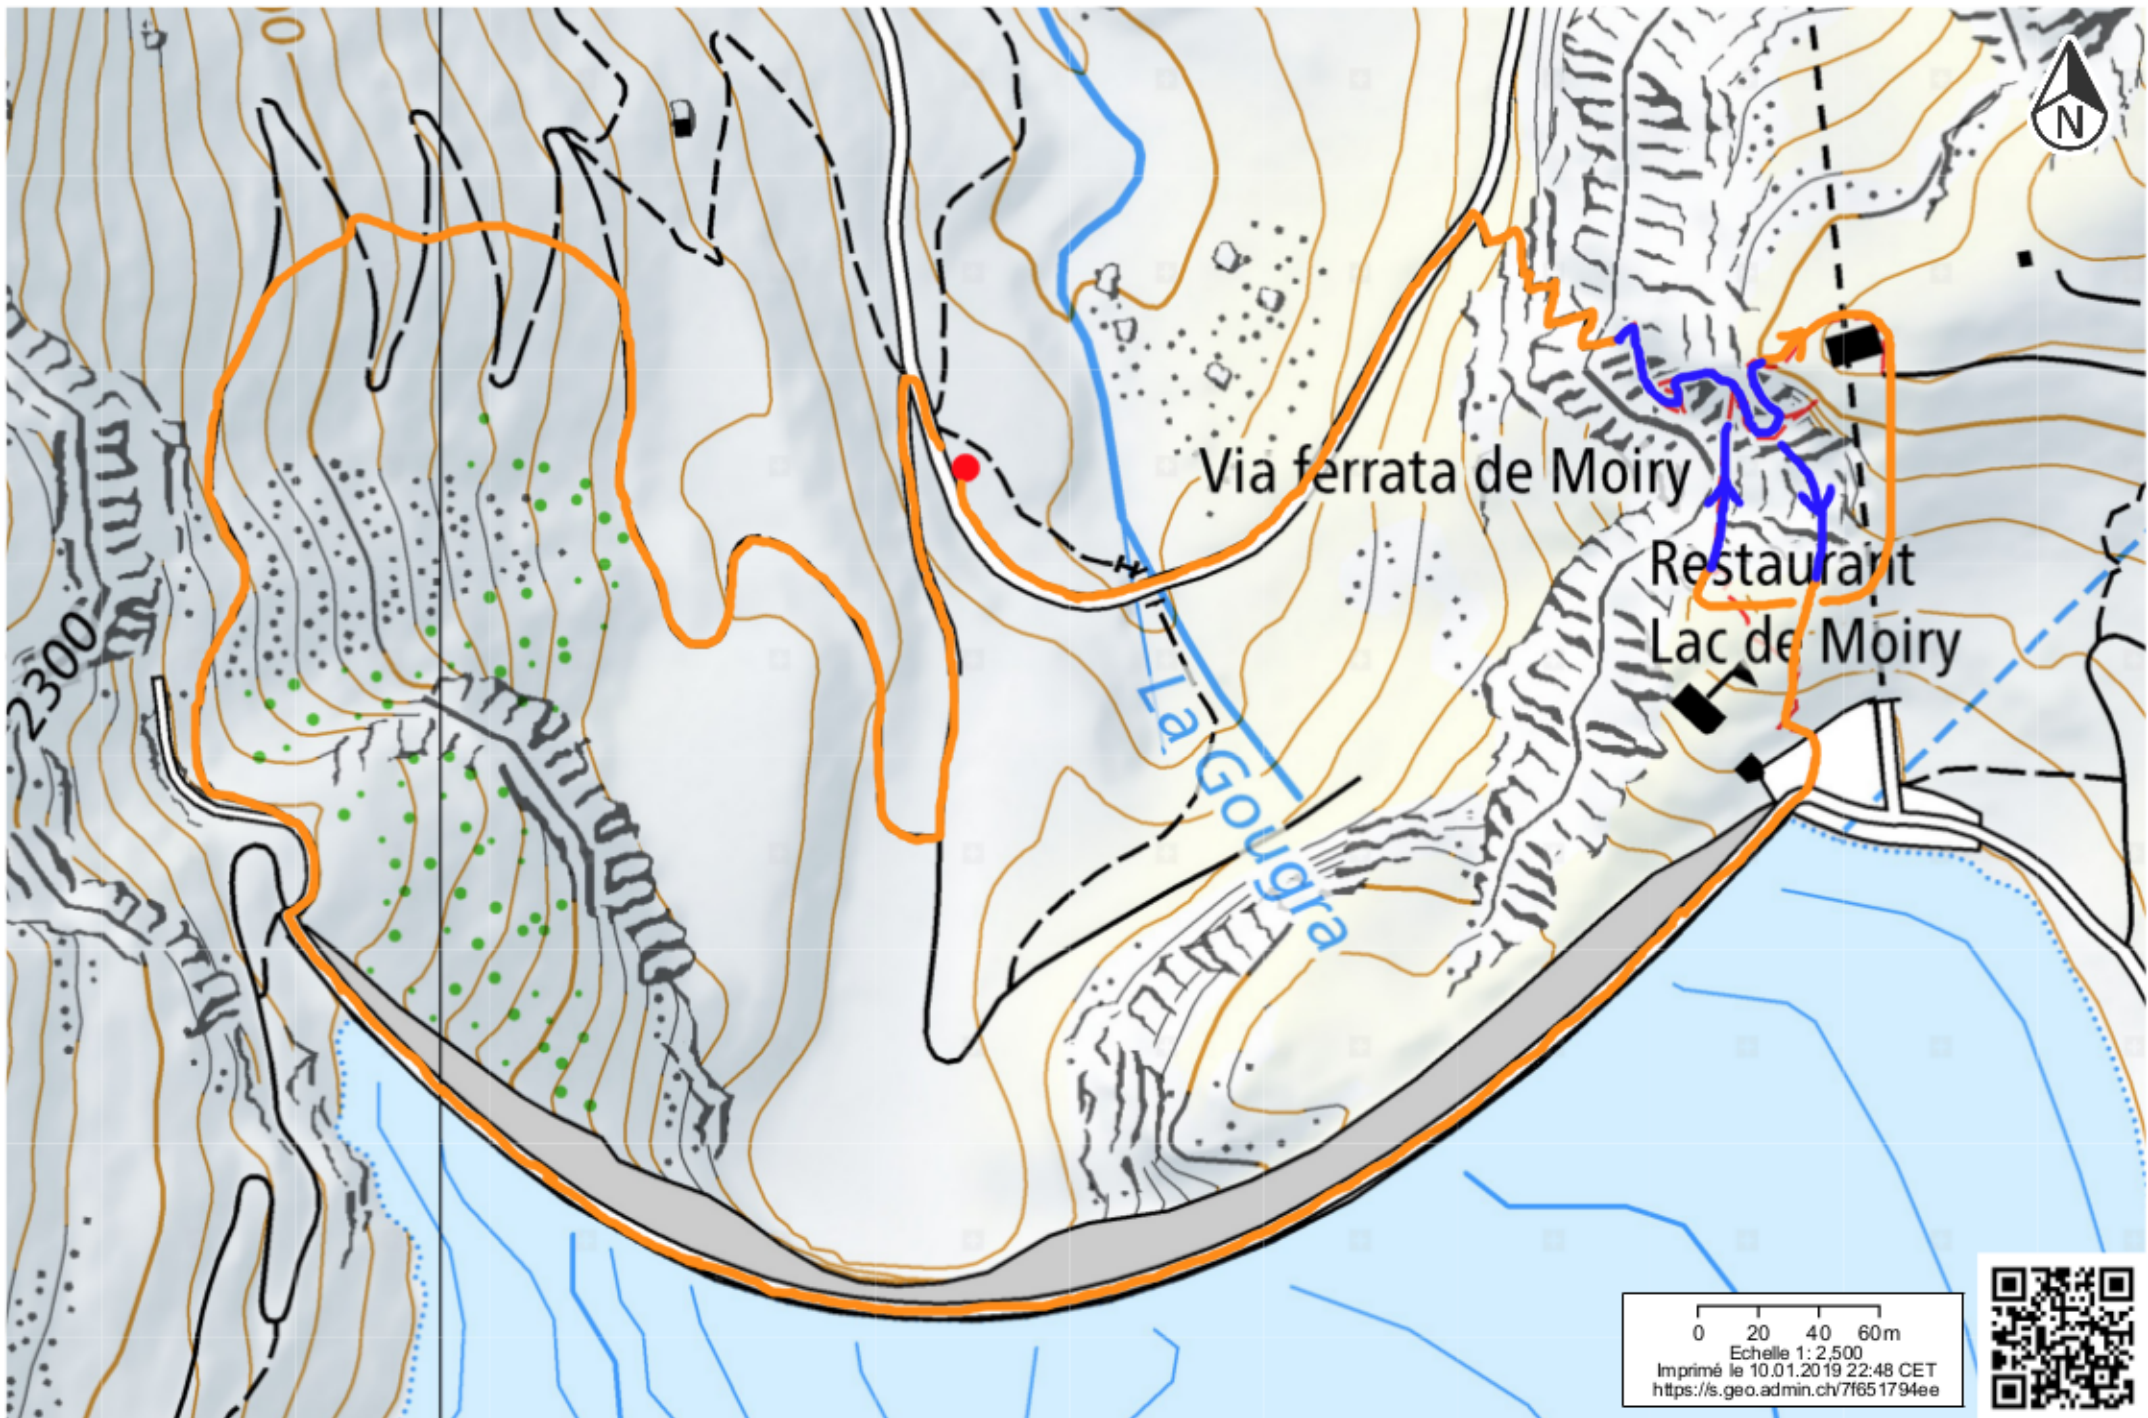 0
N
Via ferrata de Moiry
Restaurant
Lac de Moiry
2300
La Gougra
0 20 40 60m
Echelle 1: 2,500
Imprimé le 10.01.2019 22:48 CET
https://s.geo.admin.ch/7f651794ee